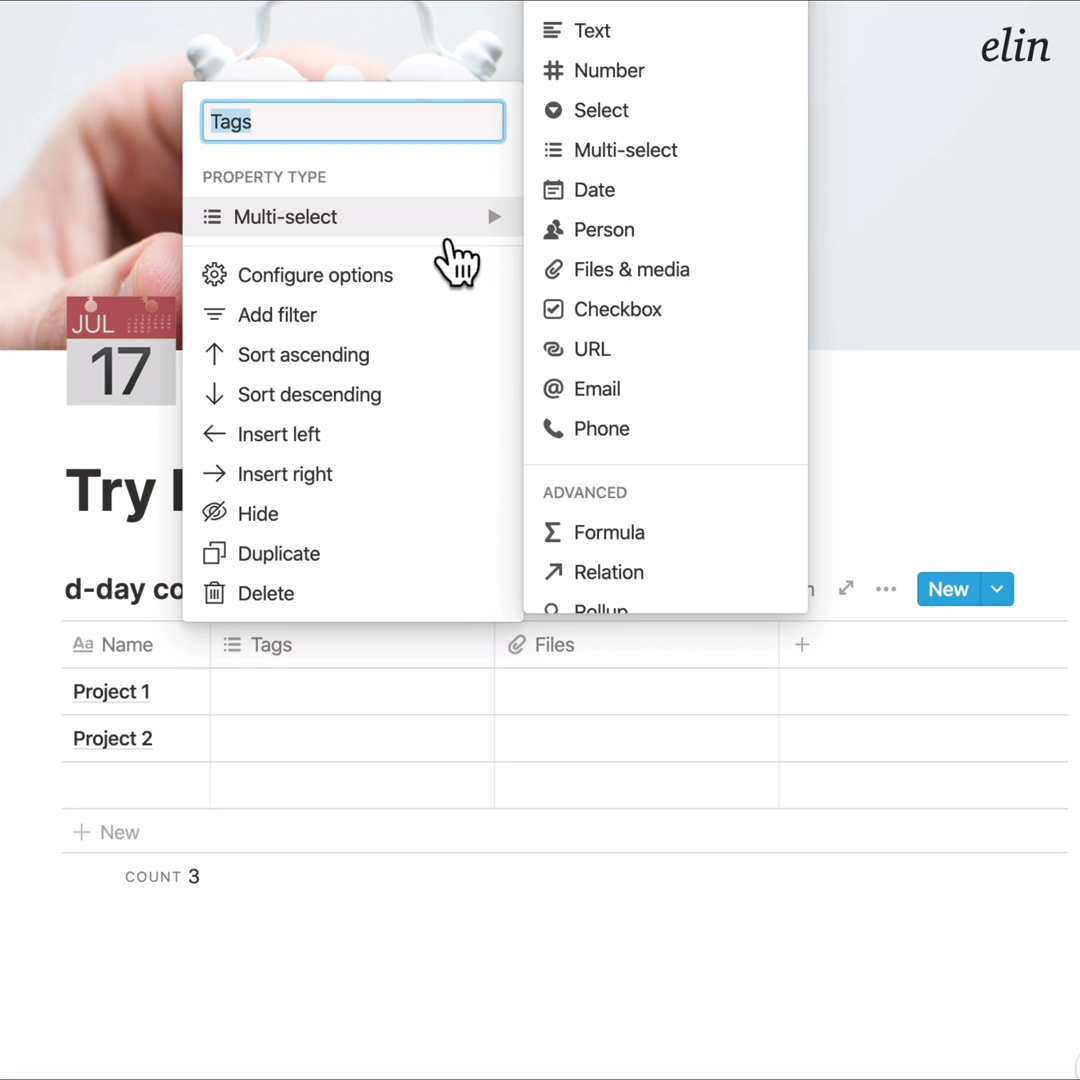 elin
Tags
PROPERTY TYPE
Multi-select
Configure options
Add filter
Sort ascending
Sort descending
Insert left
Insert right
Hide
Duplicate
Delete
Text
Number
Select
Multi-select
Date
Person
Files & media
Checkbox
URL
Email
Phone
ADVANCED
Formula
Relation
Rollup
JUL
17
Try
d-day co
New
Aa Name
Tags
Files
Project 1
Project 2
+ New
COUNT 3